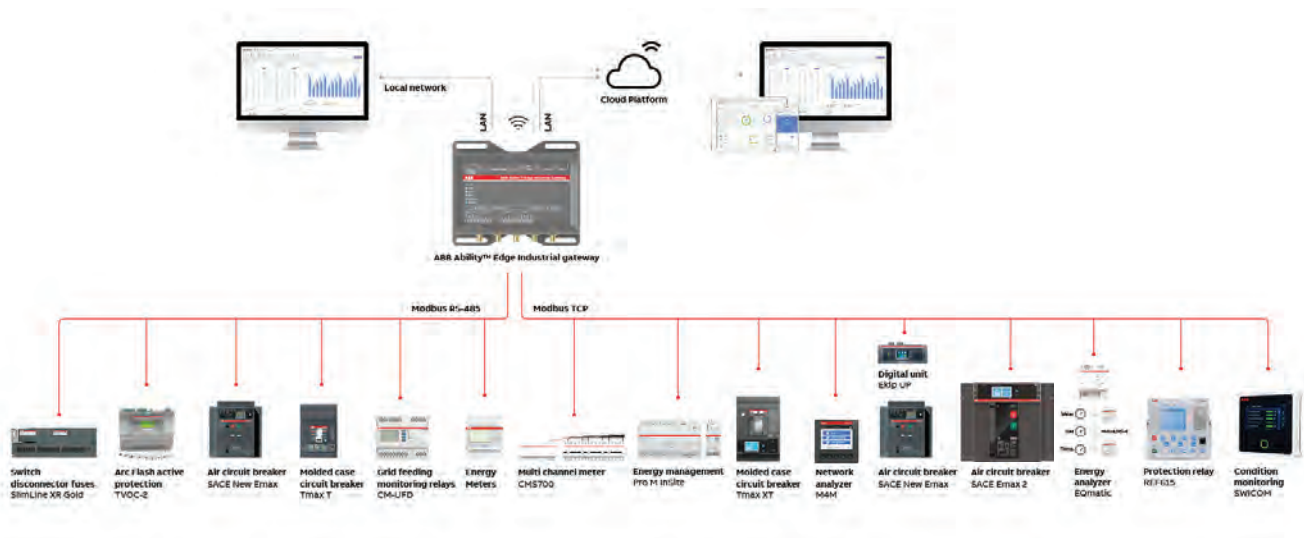 Local network
Cloud Platform
LAN
LAN
ABB
ABB Ability™ Edge Industrial gateway
Modbus RS-485
Modbus TCP
Digital unit
Ekip UP
Switch
disconnector fuses
SlimLine XR Gold
Arc Flash active
protection
TVOC-2
Air circuit breaker
SACE New Emax
Molded case
circuit breaker
Tmax T
Grid feeding
monitoring relays
CM-UFD
Energy
Meters
Multi channel meter
CMS700
Energy management
Pro M InSite
Molded case
circuit breaker
Tmax XT
Network
analyzer
M4M
Air circuit breaker
SACE New Emax
Air circuit breaker
SACE Emax 2
Energy
analyzer
EQmatic
Protection relay
REF615
Condition
monitoring
SWICOM